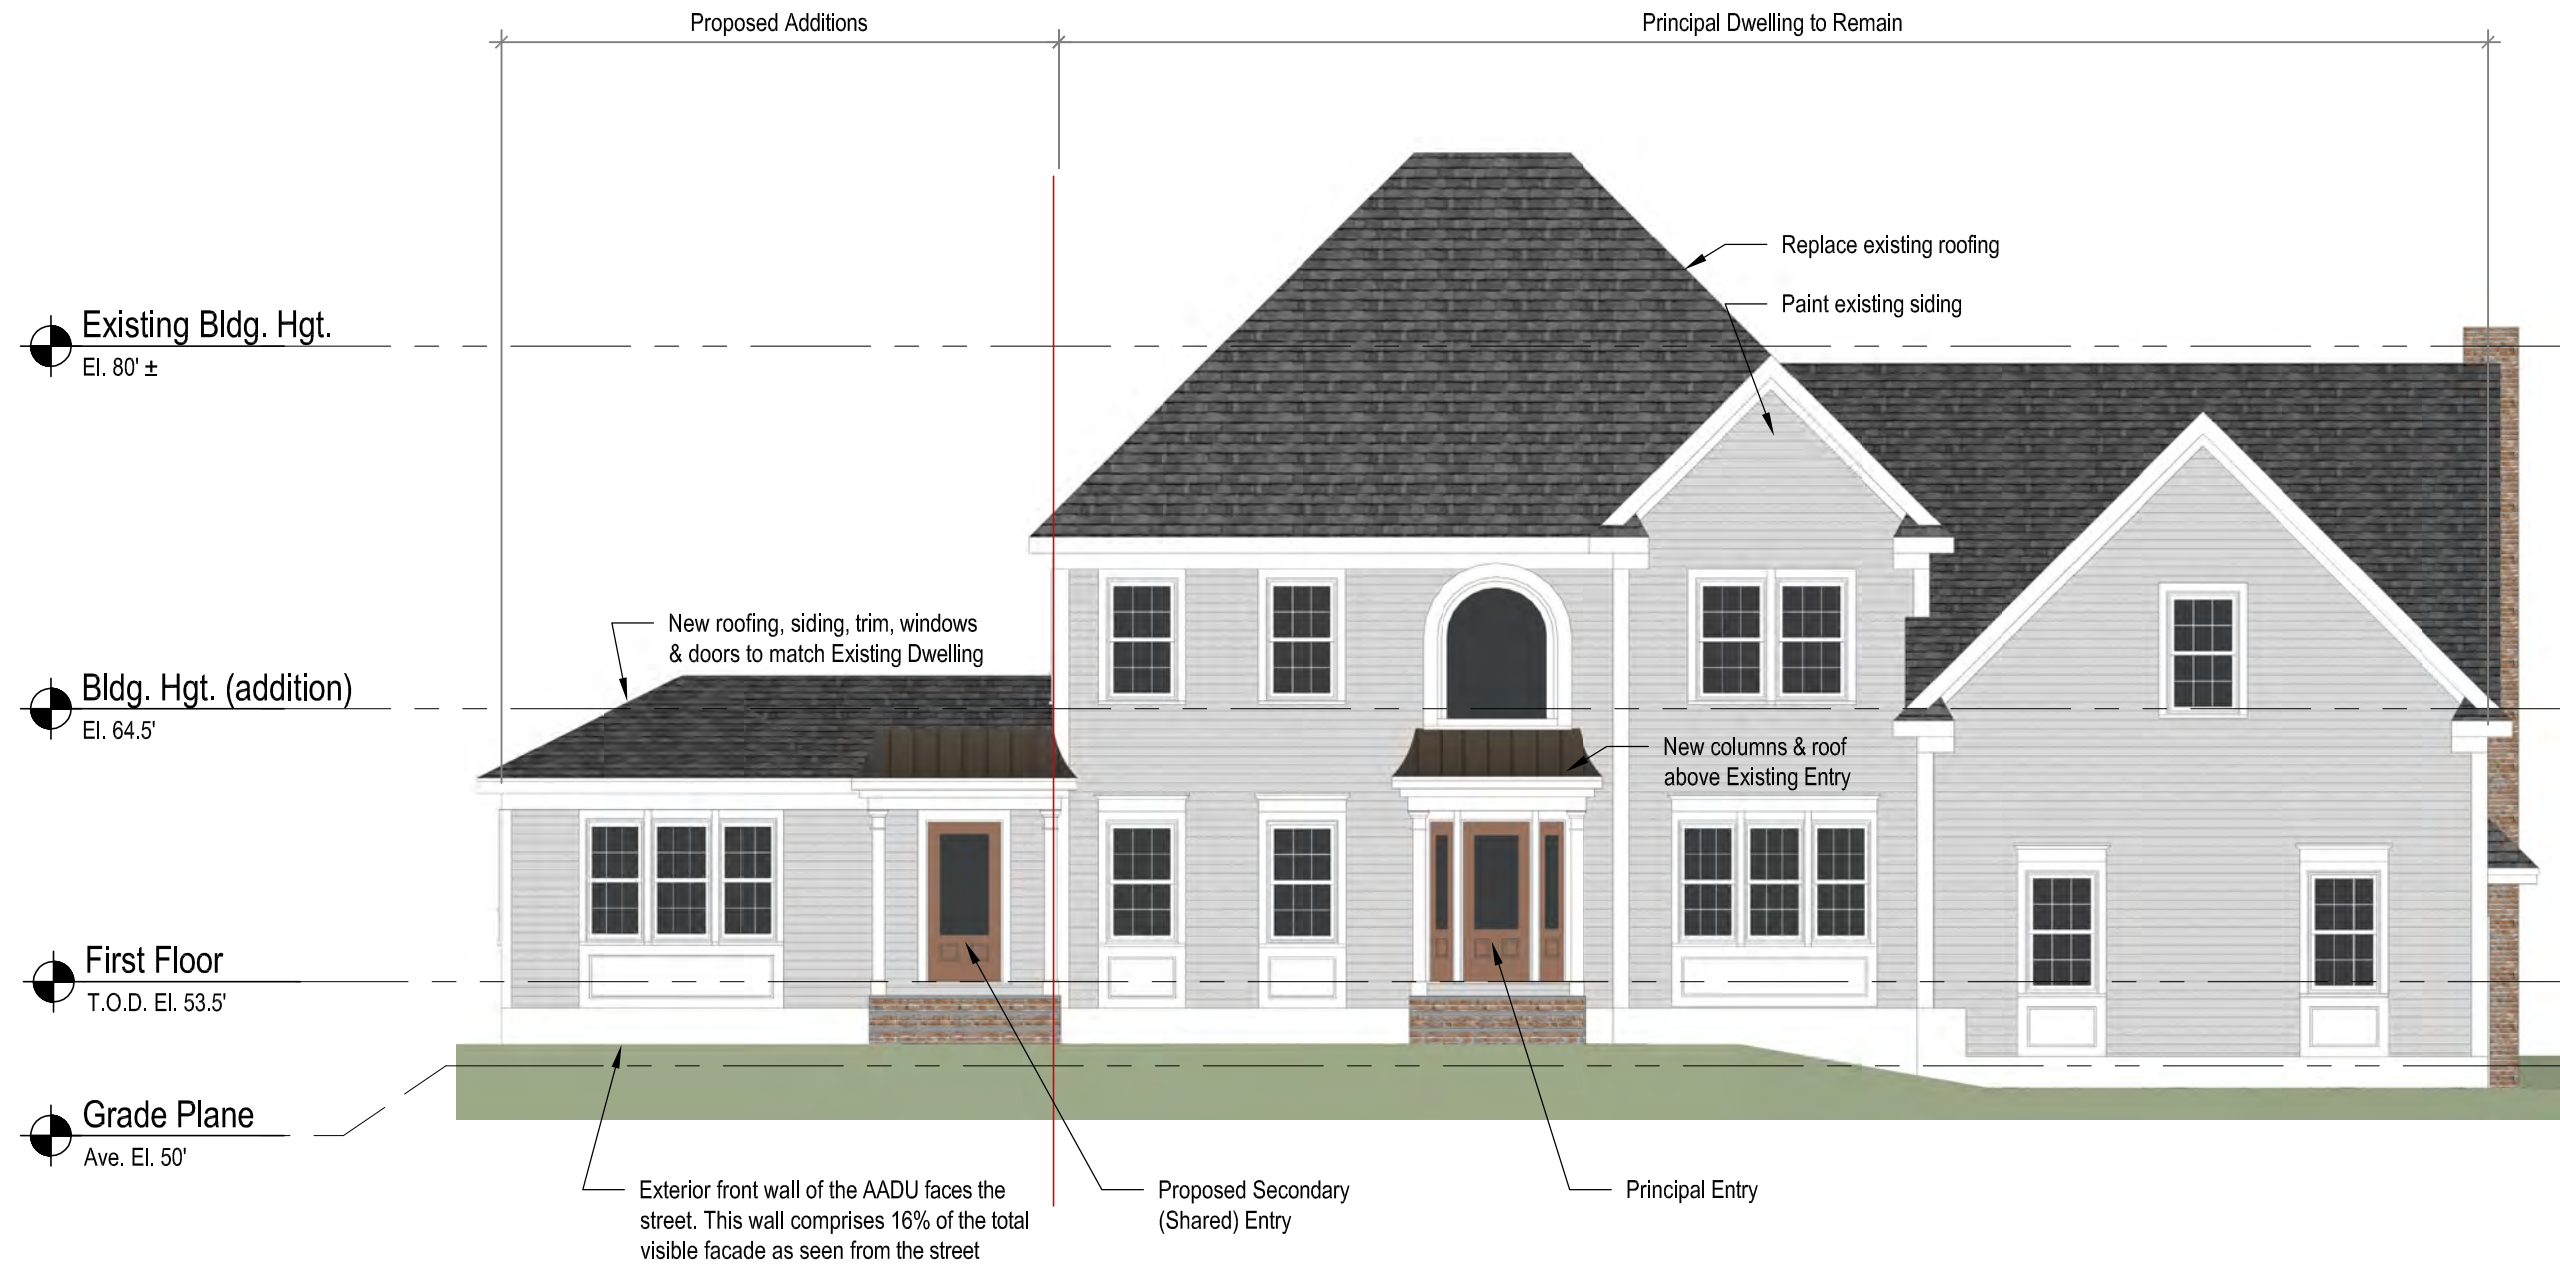 Proposed Additions
Principal Dwelling to Remain
Replace existing roofing
Paint existing siding
Existing Bldg. Hgt.
El. 80' ±
New roofing, siding, trim, windows
& doors to match Existing Dwelling
Bldg. Hgt. (addition)
El. 64.5'
New columns & roof
above Existing Entry
First Floor
T.O.D. El. 53.5'
Grade Plane
Ave. El. 50'
Exterior front wall of the AADU faces the
street. This wall comprises 16% of the total
visible facade as seen from the street
Proposed Secondary
(Shared) Entry
Principal Entry